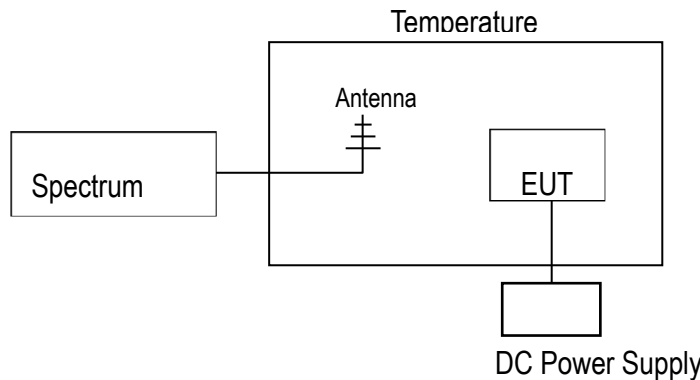 Temperature
Antenna
Spectrum
EUT
DC Power Supply